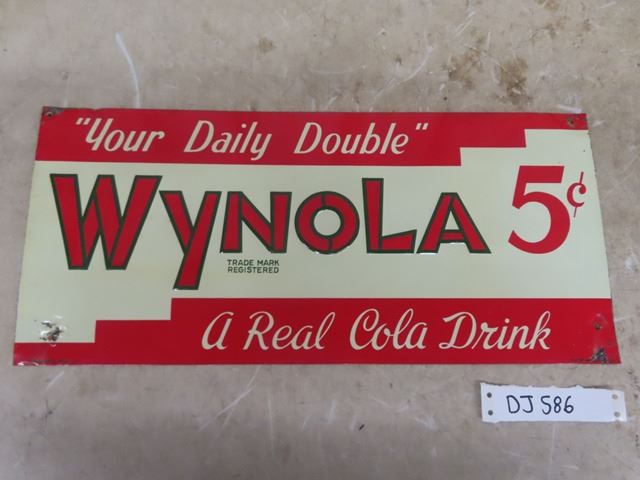 "Your Daily Double"
WYNOLA 5¢
TRADE MARK
REGISTERED
A Real Cola Drink
DJ 586